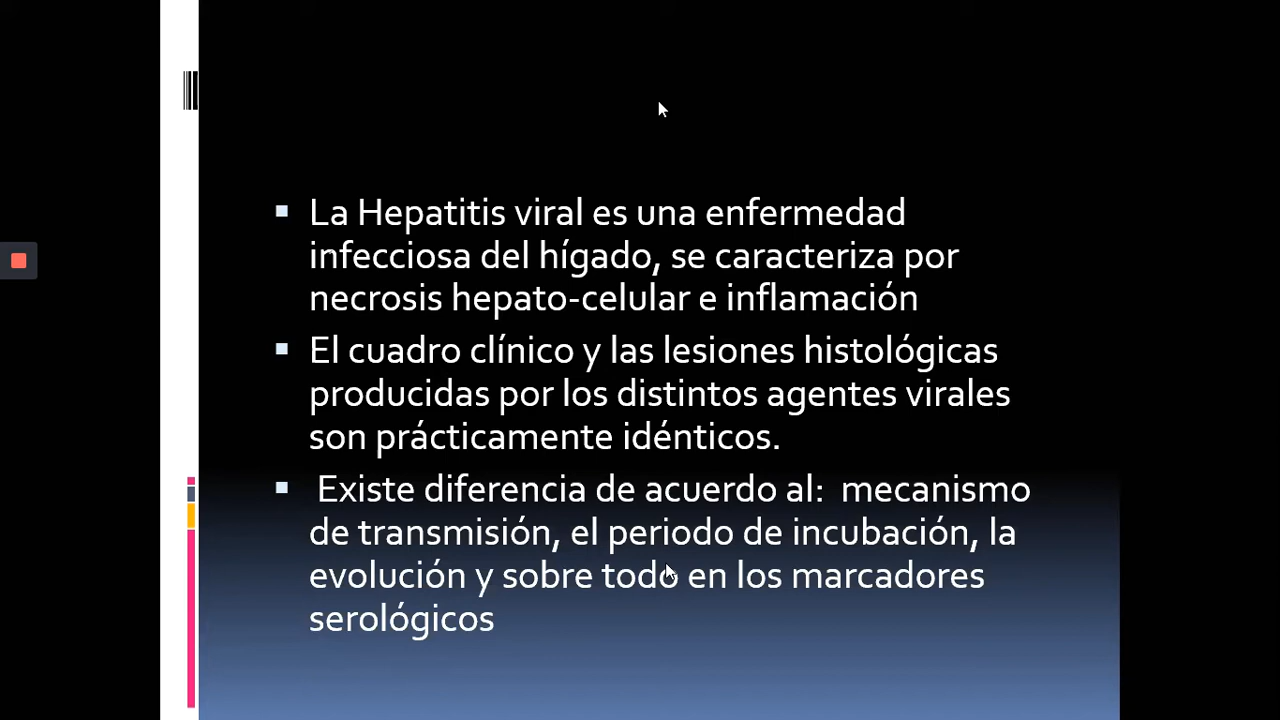 La Hepatitis viral es una enfermedad
infecciosa del hígado, se caracteriza por
necrosis hepato-celular e inflamación
El cuadro clínico y las lesiones histológicas
producidas por los distintos agentes virales
son prácticamente idénticos.
Existe diferencia de acuerdo al: mecanismo
de transmisión, el periodo de incubación, la
evolución y sobre todo en los marcadores
serológicos